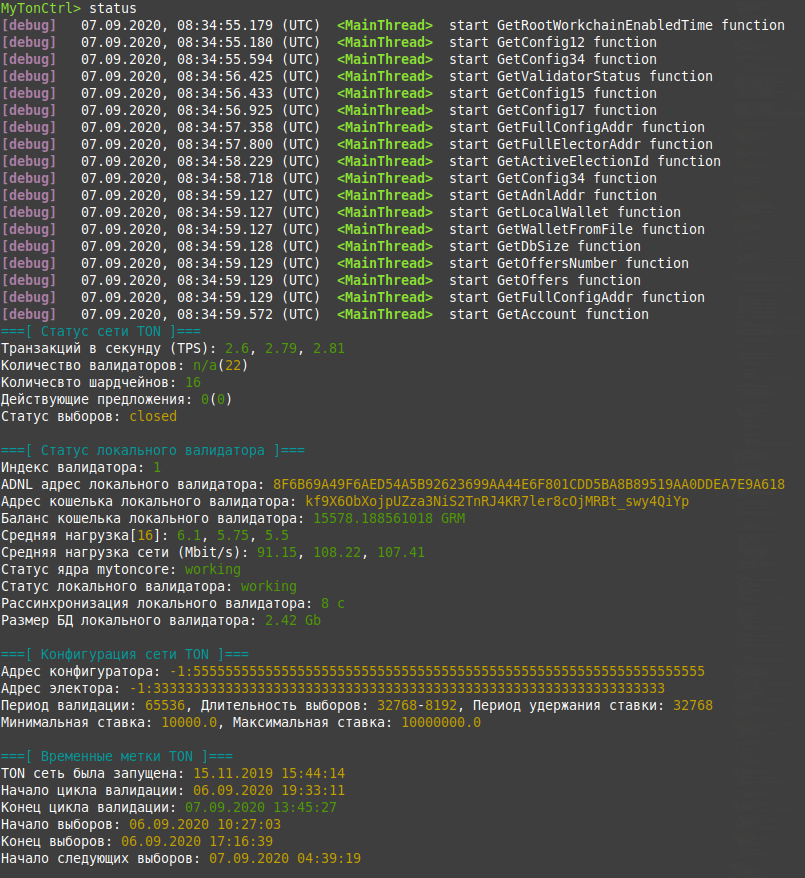 MyTonCtrl> status
[debug]   07.09.2020, 08:34:55.179 (UTC)  <MainThread>  start GetRootWorkchainEnabledTime function
[debug]   07.09.2020, 08:34:55.180 (UTC)  <MainThread>  start GetConfig12 function
[debug]   07.09.2020, 08:34:55.594 (UTC)  <MainThread>  start GetConfig34 function
[debug]   07.09.2020, 08:34:56.425 (UTC)  <MainThread>  start GetValidatorStatus function
[debug]   07.09.2020, 08:34:56.433 (UTC)  <MainThread>  start GetConfig15 function
[debug]   07.09.2020, 08:34:56.925 (UTC)  <MainThread>  start GetConfig17 function
[debug]   07.09.2020, 08:34:57.358 (UTC)  <MainThread>  start GetFullConfigAddr function
[debug]   07.09.2020, 08:34:57.800 (UTC)  <MainThread>  start GetFullElectorAddr function
[debug]   07.09.2020, 08:34:58.229 (UTC)  <MainThread>  start GetActiveElectionId function
[debug]   07.09.2020, 08:34:58.718 (UTC)  <MainThread>  start GetConfig34 function
[debug]   07.09.2020, 08:34:59.127 (UTC)  <MainThread>  start GetAdnlAddr function
[debug]   07.09.2020, 08:34:59.127 (UTC)  <MainThread>  start GetLocalWallet function
[debug]   07.09.2020, 08:34:59.127 (UTC)  <MainThread>  start GetWalletFromFile function
[debug]   07.09.2020, 08:34:59.128 (UTC)  <MainThread>  start GetDbSize function
[debug]   07.09.2020, 08:34:59.129 (UTC)  <MainThread>  start GetOffersNumber function
[debug]   07.09.2020, 08:34:59.129 (UTC)  <MainThread>  start GetOffers function
[debug]   07.09.2020, 08:34:59.129 (UTC)  <MainThread>  start GetFullConfigAddr function
[debug]   07.09.2020, 08:34:59.572 (UTC)  <MainThread>  start GetAccount function
===[ Статус сети TON ]===
Транзакций в секунду (TPS): 2.6, 2.79, 2.81
Количество валидаторов: n/a(22)
Количесвто шардчейнов: 16
Действующие предложения: 0(0)
Статус выборов: closed

===[ Статус локального валидатора ]===
Индекс валидатора: 1
ADNL адрес локального валидатора: 8F6B69A49F6AED54A5B92623699AA44E6F801CDD5BA8B89519AA0DDEA7E9A618
Адрес кошелька локального валидатора: kf9X6ObXojpUZza3NiS2TnRJ4KR7ler8cOjMRBt_swy4QiYp
Баланс кошелька локального валидатора: 15578.188561018 GRM
Средняя нагрузка[16]: 6.1, 5.75, 5.5
Средняя нагрузка сети (Mbit/s): 91.15, 108.22, 107.41
Статус ядра mytoncore: working
Статус локального валидатора: working
Рассинхронизация локального валидатора: 8 с
Размер БД локального валидатора: 2.42 Gb

===[ Конфигурация сети TON ]===
Адрес конфигуратора: -1:5555555555555555555555555555555555555555555555555555555555555555
Адрес электора: -1:3333333333333333333333333333333333333333333333333333333333333333
Период валидации: 65536, Длительность выборов: 32768-8192, Период удержания ставки: 32768
Минимальная ставка: 10000.0, Максимальная ставка: 10000000.0

===[ Временные метки TON ]===
TON сеть была запущена: 15.11.2019 15:44:14
Начало цикла валидации: 06.09.2020 19:33:11
Конец цикла валидации: 07.09.2020 13:45:27
Начало выборов: 06.09.2020 10:27:03
Конец выборов: 06.09.2020 17:16:39
Начало следующих выборов: 07.09.2020 04:39:19